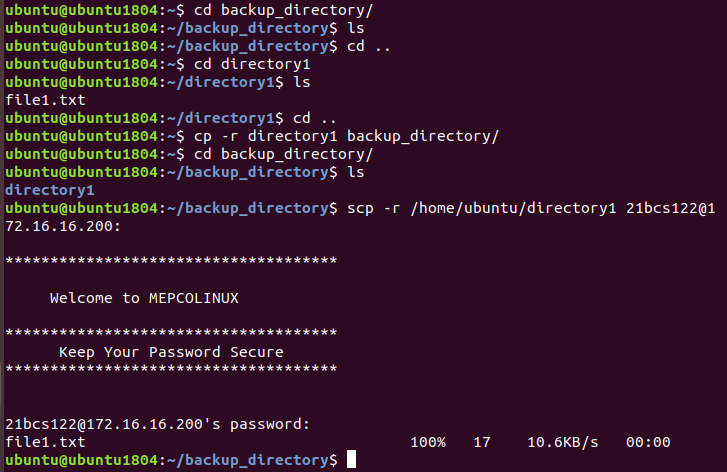 ubuntu@ubuntu1804:~$ cd backup_directory/
ubuntu@ubuntu1804:~/backup_directory$ ls
ubuntu@ubuntu1804:~/backup_directory$ cd ..
ubuntu@ubuntu1804:~$ cd directory1
ubuntu@ubuntu1804:~/directory1$ ls
file1.txt
ubuntu@ubuntu1804:~/directory1$ cd ..
ubuntu@ubuntu1804:~$ cp -r directory1 backup_directory/
ubuntu@ubuntu1804:~$ cd backup_directory/
ubuntu@ubuntu1804:~/backup_directory$ ls
directory1
ubuntu@ubuntu1804:~/backup_directory$ scp -r /home/ubuntu/directory1 21bcs122@1
72.16.16.200:
*************************************
Welcome to MEPCOLINUX
*************************************
Keep Your Password Secure
*************************************
21bcs122@172.16.16.200's password:
file1.txt 100% 17 10.6KB/s 00:00
ubuntu@ubuntu1804:~/backup_directory$